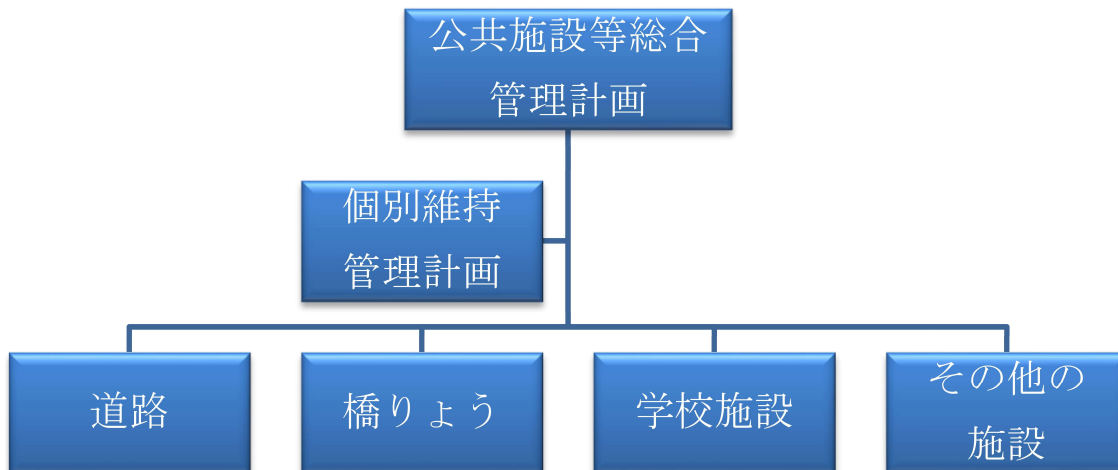 公共施設等総合
管理計画
個別維持
管理計画
道路
橋りょう
学校施設
その他の
施設